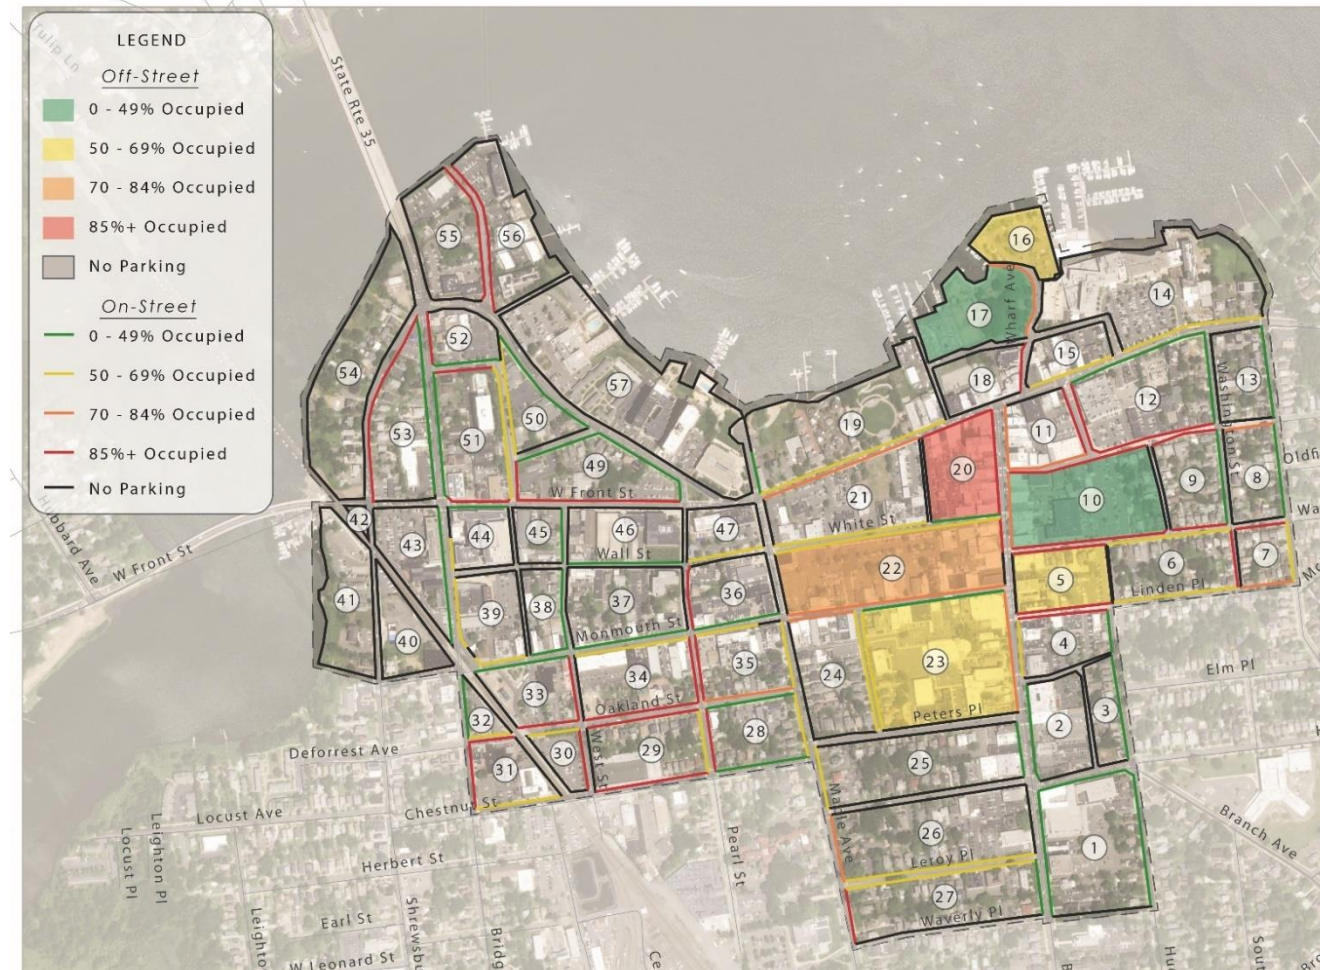 LEGEND
Off-Street
0 - 49% Occupied
50 - 69% Occupied
70 - 84% Occupied
85%+ Occupied
No Parking
On-Street
0 - 49% Occupied
50 - 69% Occupied
70 - 84% Occupied
85%+ Occupied
No Parking
Tulip Ln
State Rte 35
55
56
16
17
Wharf Ave
14
52
15
18
54
57
13
12
Washington St
50
19
11
53
51
20
49
W Front St
21
10
9
8
Hubbard Ave
42
43
44
45
46
47
White St
W Front St
Wall St
22
5
6
7
Linden Pl
41
39
38
37
36
40
Monmouth St
4
35
23
34
24
33
Oakland St
Peters Pl
Elm Pl
32
28
2
3
Deforrest Ave
30
29
West St
25
31
Chestnut St
Locust Ave
Maple Ave
Branch Ave
26
Leroy Pl
1
Locust Pl
Leighton Pl
Herbert St
Pearl St
27
Waverly Pl
Earl St
W Leonard St